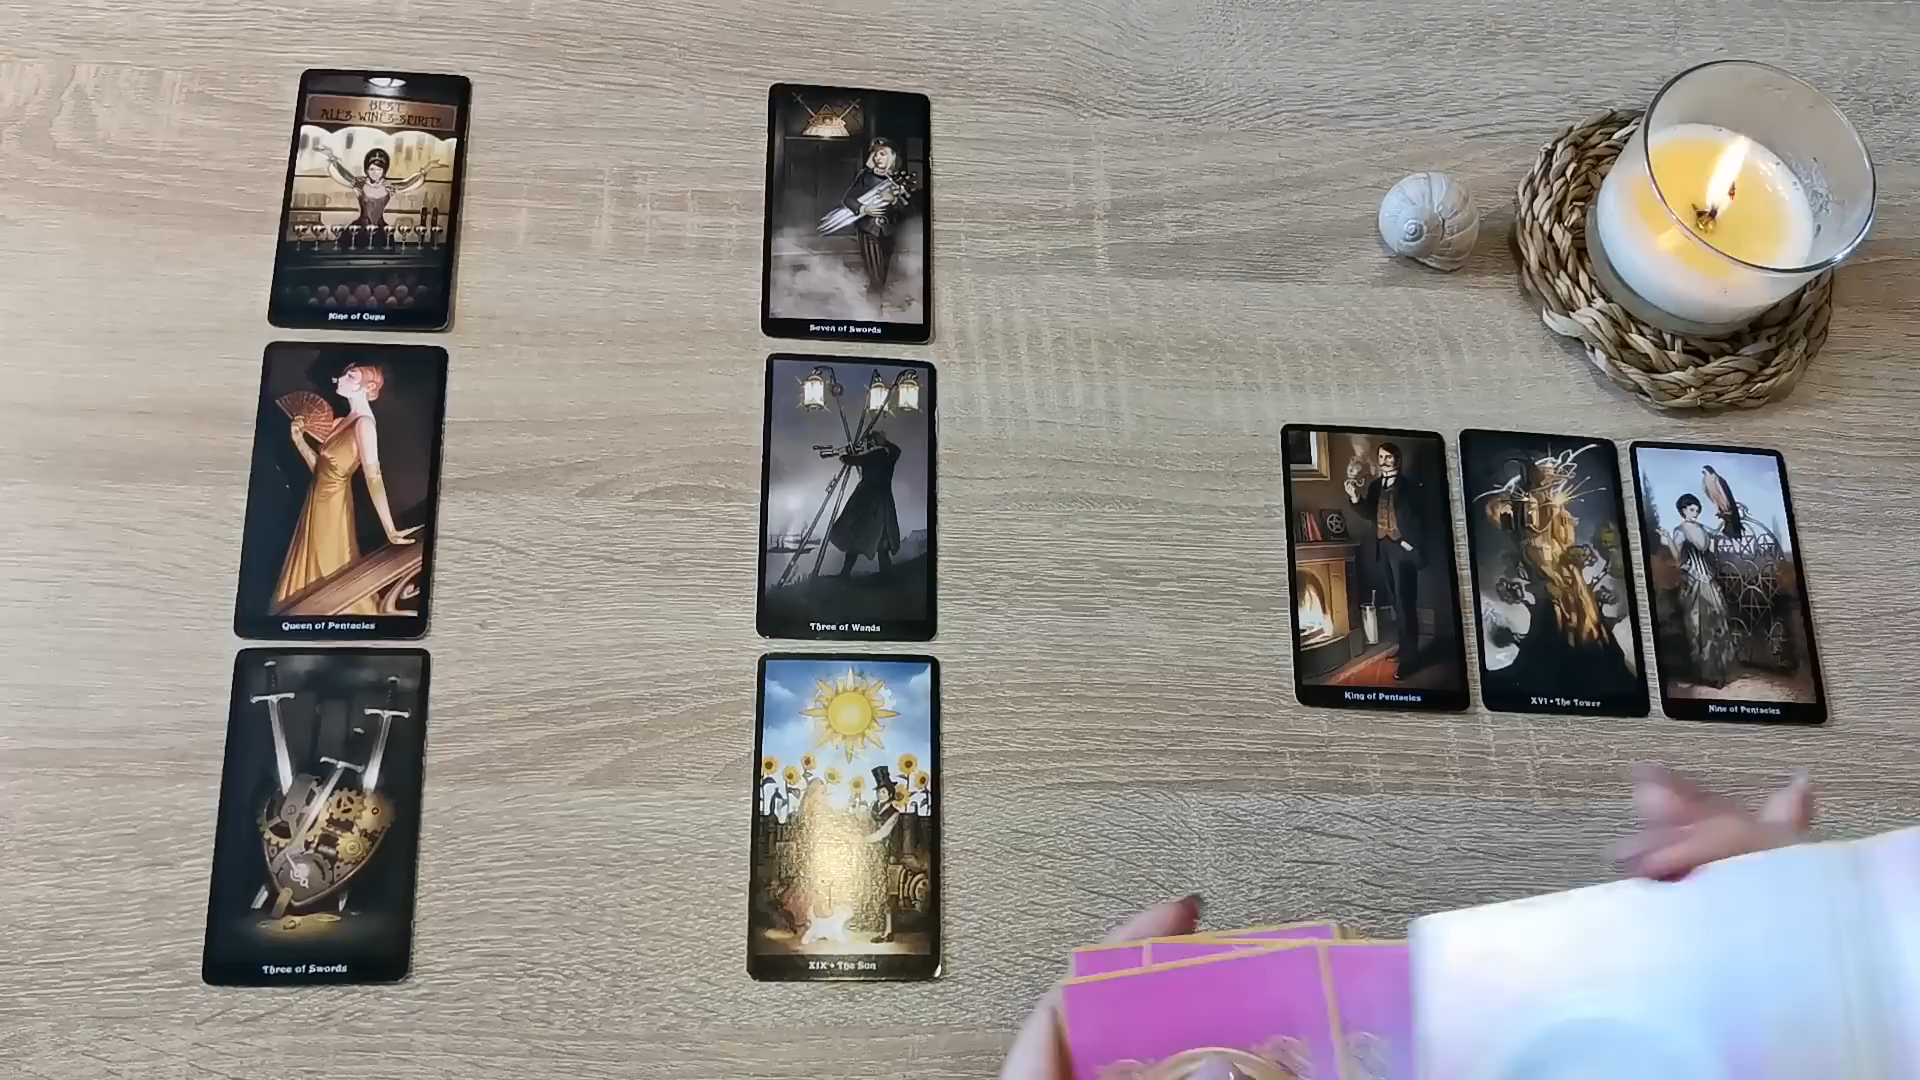 BEST
ALES-WINES-SPIRITS
Nine of Cups
Queen of Pentacles
Three of Swords
Seven of Swords
Three of Wands
XIX • The Sun
King of Pentacles
XVI • The Tower
Nine of Pentacles